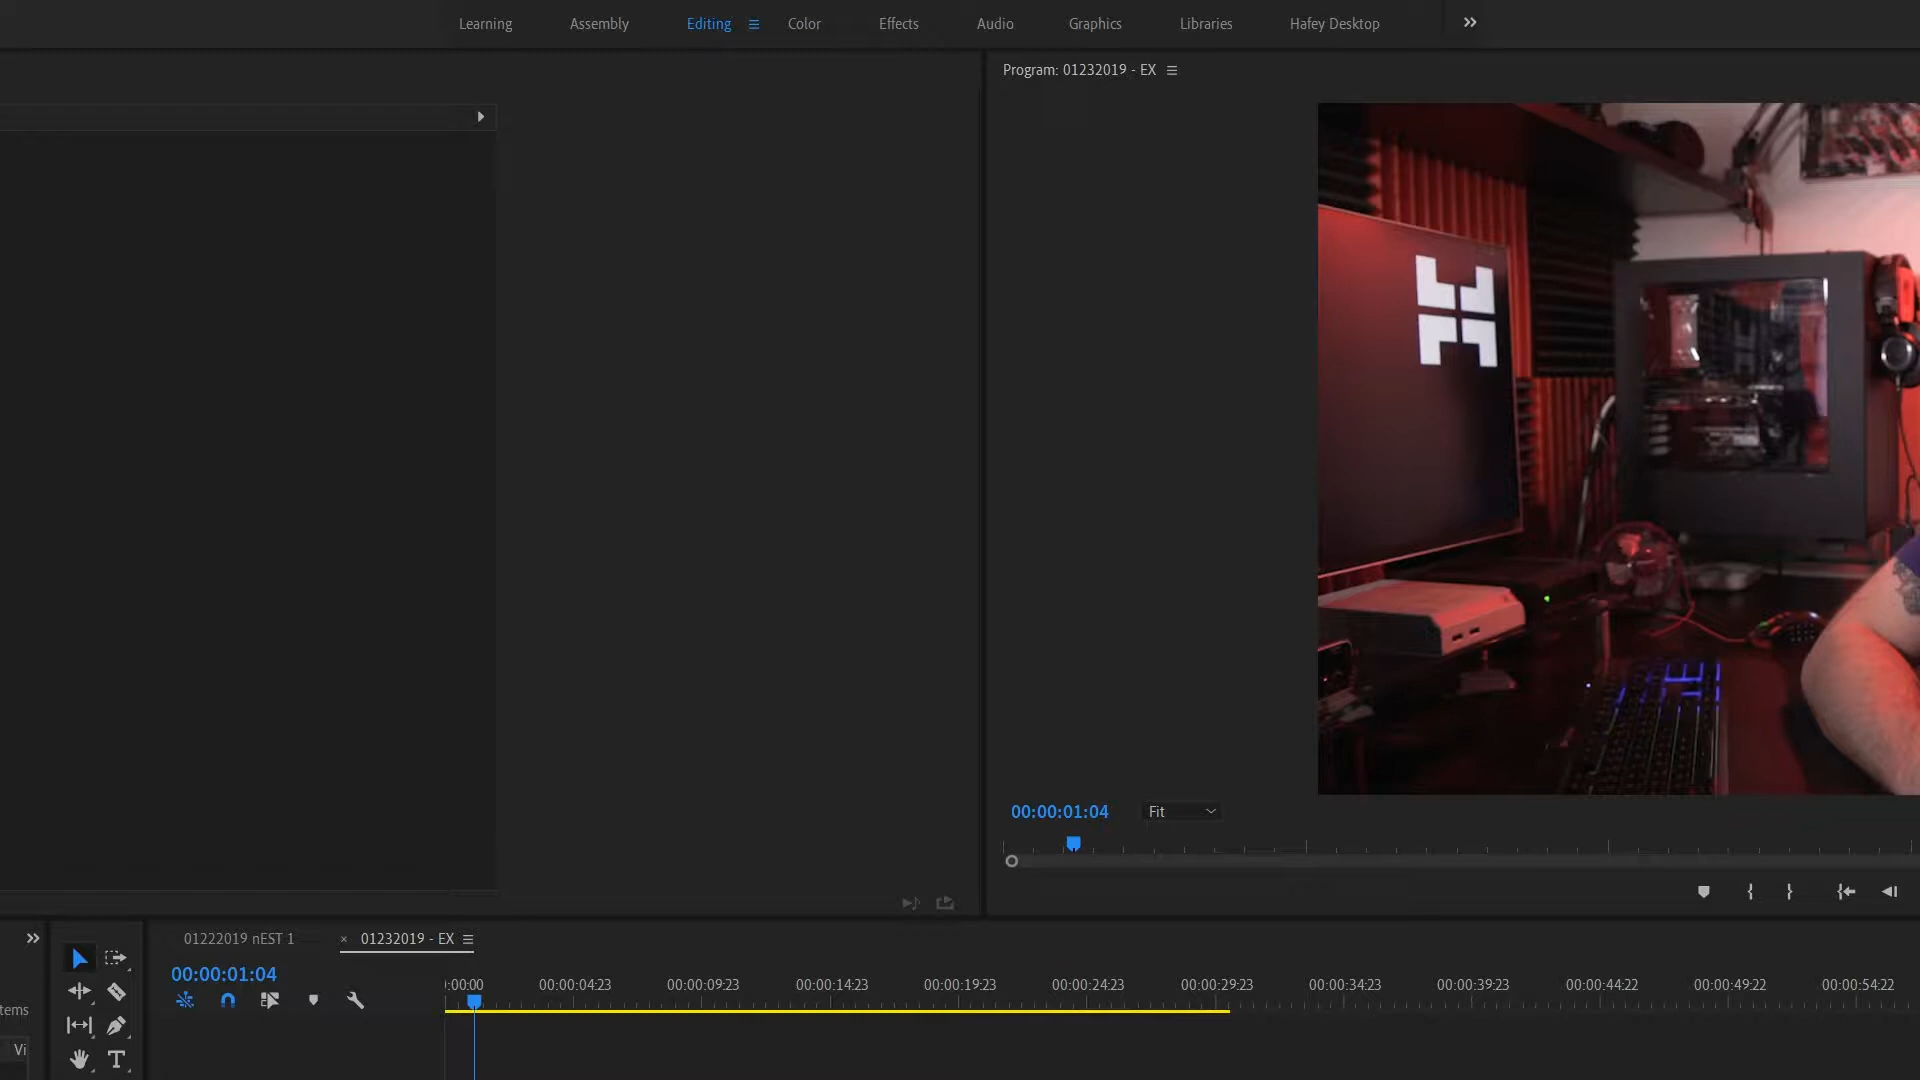 Learning Assembly Editing Color Effects Audio Graphics Libraries Hafey Desktop
Program: 01232019 - EX
00:00:01:04 Fit
01222019 nEST 1 × 01232019 - EX
00:00:01:04
:00:00 00:00:04:23 00:00:09:23 00:00:14:23 00:00:19:23 00:00:24:23 00:00:29:23 00:00:34:23 00:00:39:23 00:00:44:22 00:00:49:22 00:00:54:22
tems
Vi